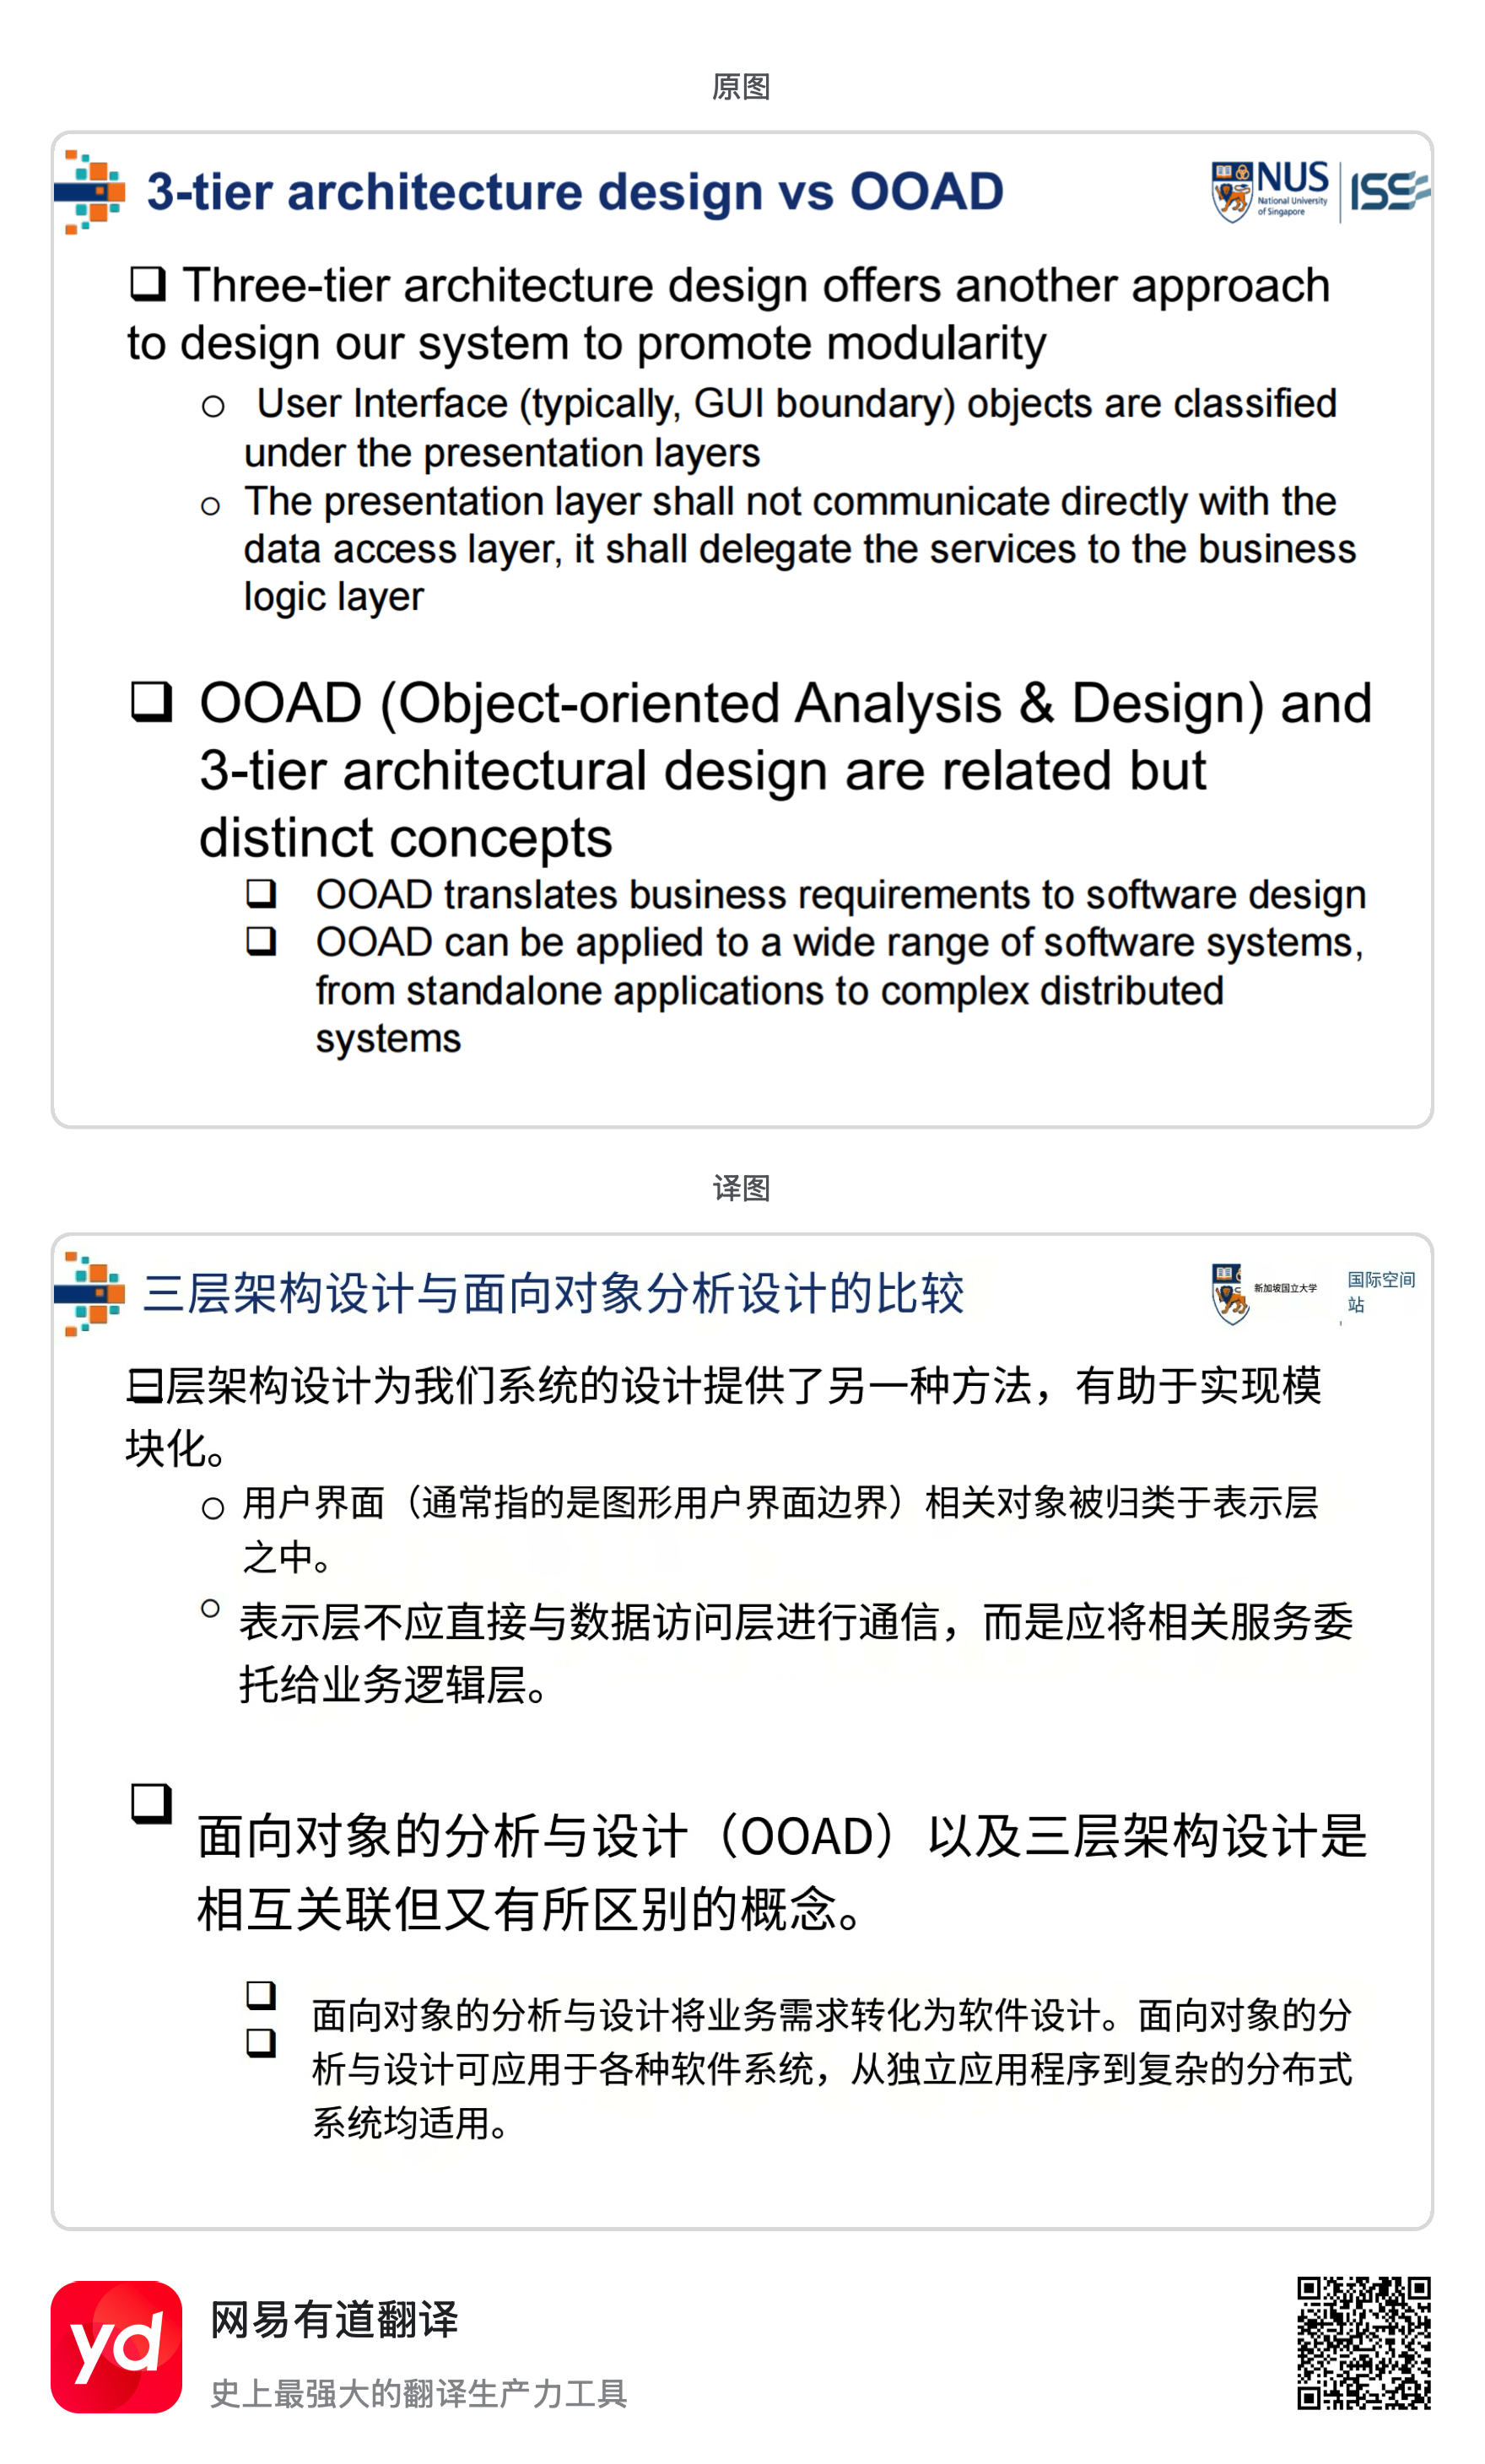 原图
3-tier architecture design vs OOAD
NUS
National University
of Singapore
ISS
Three-tier architecture design offers another approach
to design our system to promote modularity
User Interface (typically, GUI boundary) objects are classified
under the presentation layers
The presentation layer shall not communicate directly with the
data access layer, it shall delegate the services to the business
logic layer
OOAD (Object-oriented Analysis & Design) and
3-tier architectural design are related but
distinct concepts
OOAD translates business requirements to software design
OOAD can be applied to a wide range of software systems,
from standalone applications to complex distributed
systems
译图
三层架构设计与面向对象分析设计的比较
新加坡国立大学
国际空间
站
三层架构设计为我们系统的设计提供了另一种方法，有助于实现模
块化。
用户界面（通常指的是图形用户界面边界）相关对象被归类于表示层
之中。
表示层不应直接与数据访问层进行通信，而是应将相关服务委
托给业务逻辑层。
面向对象的分析与设计（OOAD）以及三层架构设计是
相互关联但又有所区别的概念。
面向对象的分析与设计将业务需求转化为软件设计。面向对象的分
析与设计可应用于各种软件系统，从独立应用程序到复杂的分布式
系统均适用。
yd
网易有道翻译
史上最强大的翻译生产力工具